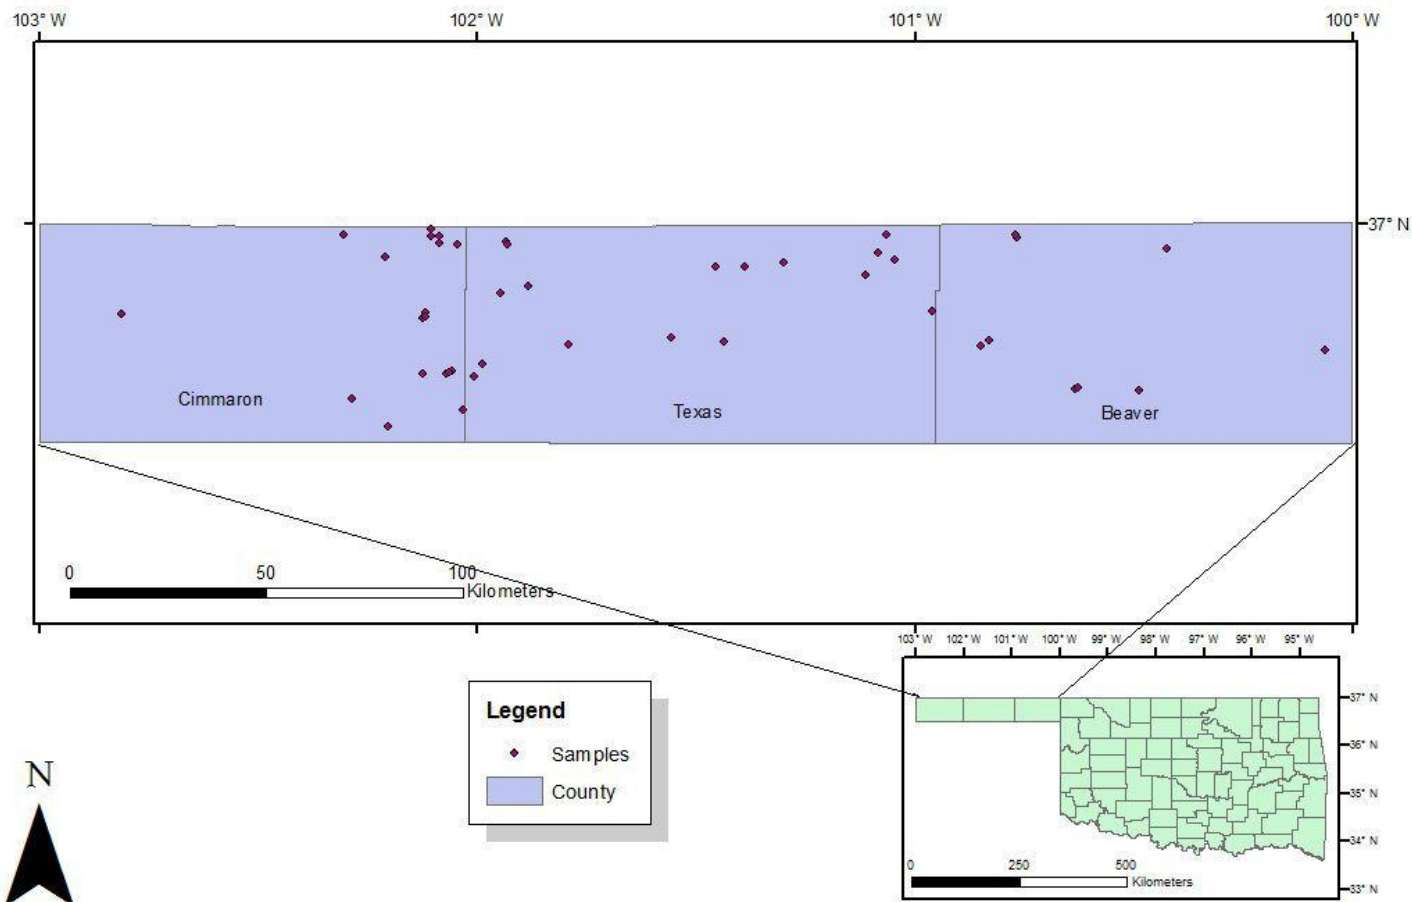 103° W 102° W 101° W 100° W
37° N
Cimmaron Texas Beaver
0 50 100
Kilometers
103° W 102° W 101° W 100° W 99° W 98° W 97° W 96° W 95° W
Legend
Samples
County
N
37° N
36° N
35° N
34° N
33° N
0 250 500
Kilometers